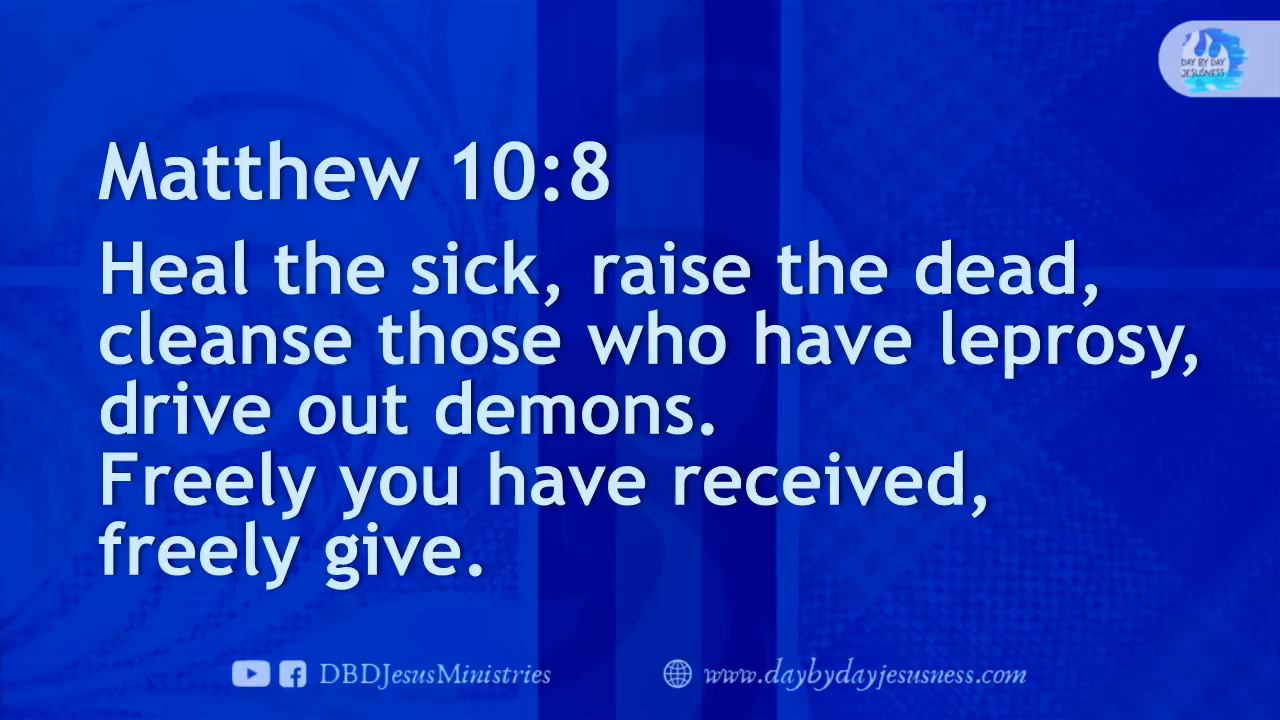 DAY BY DAY
JESUSNESS
Matthew 10:8
Heal the sick, raise the dead,
cleanse those who have leprosy,
drive out demons.
Freely you have received,
freely give.
DBDJesusMinistries
www.daybydayjesusness.com